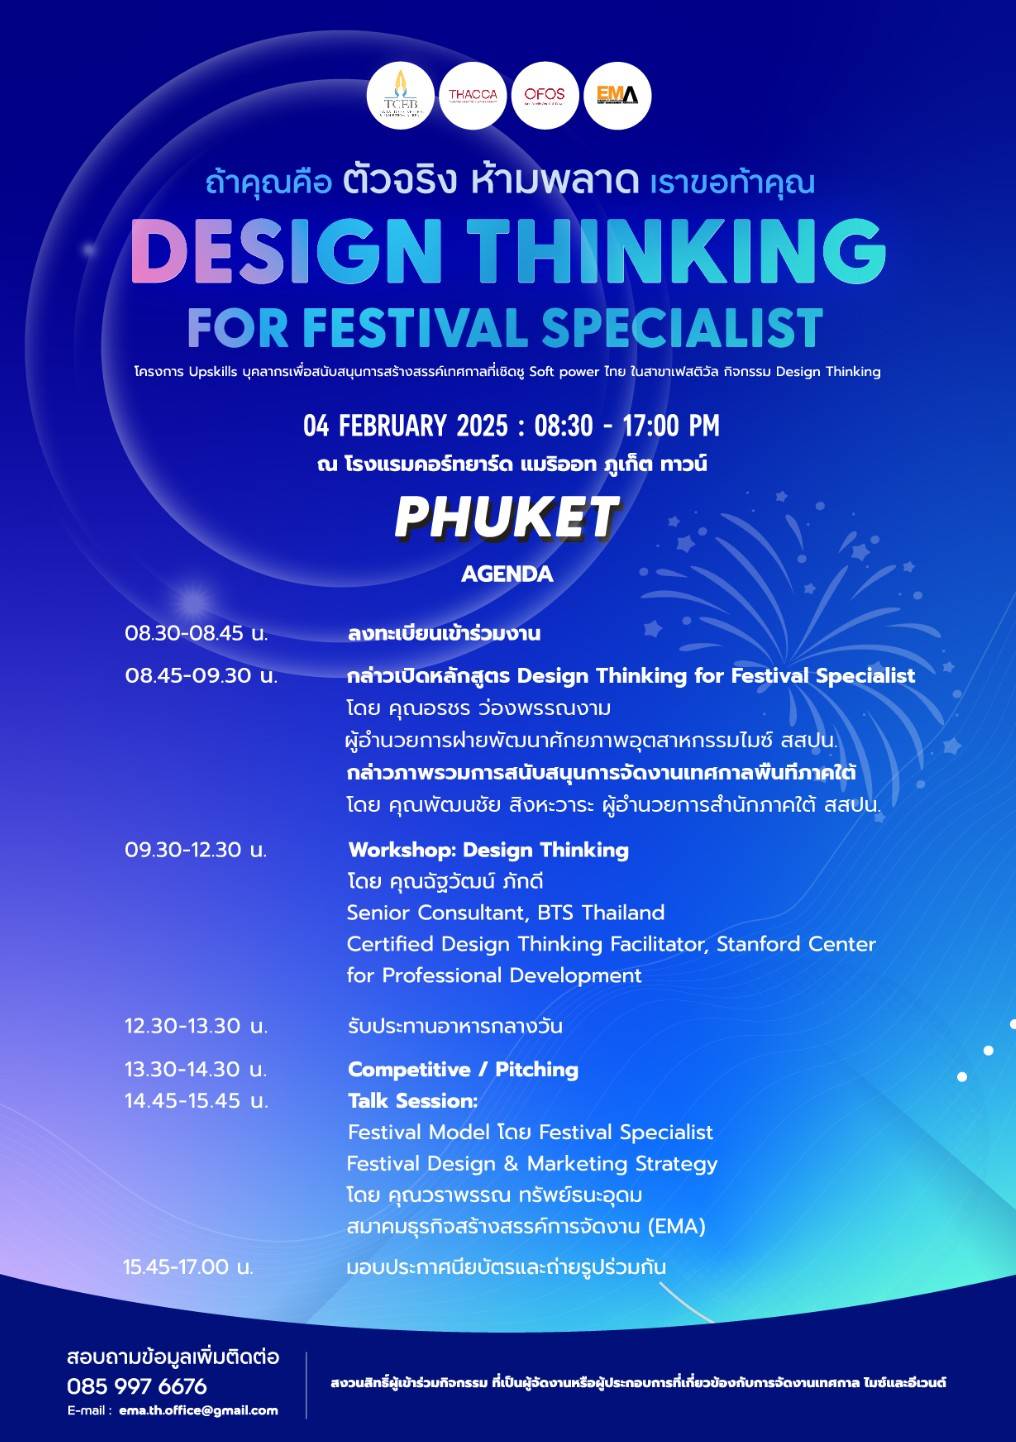 TCEB
THACCA
OFOS
EMA
ถ้าคุณคือ ตัวจริง ห้ามพลาด เราขอท้าคุณ
DESIGN THINKING
FOR FESTIVAL SPECIALIST
โครงการ Upskills บุคลากรเพื่อสนับสนุนการสร้างสรรค์เทศกาลที่เชิดชู Soft power ไทย ในสาขาเฟสติวัล กิจกรรม Design Thinking
04 FEBRUARY 2025 : 08:30 - 17:00 PM
ณ โรงแรมคอร์ทยาร์ด แมริออท ภูเก็ต ทาวน์
PHUKET
AGENDA
08.30-08.45 น. ลงทะเบียนเข้าร่วมงาน
08.45-09.30 น. กล่าวเปิดหลักสูตร Design Thinking for Festival Specialist
โดย คุณอรชร ว่องพรรณงาม
ผู้อำนวยการฝ่ายพัฒนาศักยภาพอุตสาหกรรมไมซ์ สสปน.
กล่าวภาพรวมการสนับสนุนการจัดงานเทศกาลพื้นที่ภาคใต้
โดย คุณพัฒนชัย สิงหะวาระ ผู้อำนวยการสำนักภาคใต้ สสปน.
09.30-12.30 น. Workshop: Design Thinking
โดย คุณฉัฐวัฒน์ ภักดี
Senior Consultant, BTS Thailand
Certified Design Thinking Facilitator, Stanford Center
for Professional Development
12.30-13.30 น. รับประทานอาหารกลางวัน
13.30-14.30 น. Competitive / Pitching
14.45-15.45 น. Talk Session:
Festival Model โดย Festival Specialist
Festival Design & Marketing Strategy
โดย คุณวราพรรณ ทรัพย์ธนะอุดม
สมาคมธุรกิจสร้างสรรค์การจัดงาน (EMA)
15.45-17.00 น. มอบประกาศนียบัตรและถ่ายรูปร่วมกัน
สอบถามข้อมูลเพิ่มติดต่อ
085 997 6676
E-mail : ema.th.office@gmail.com
สงวนสิทธิ์ผู้เข้าร่วมกิจกรรม ที่เป็นผู้จัดงานหรือผู้ประกอบการที่เกี่ยวข้องกับการจัดงานเทศกาล ไมซ์และอีเวนต์